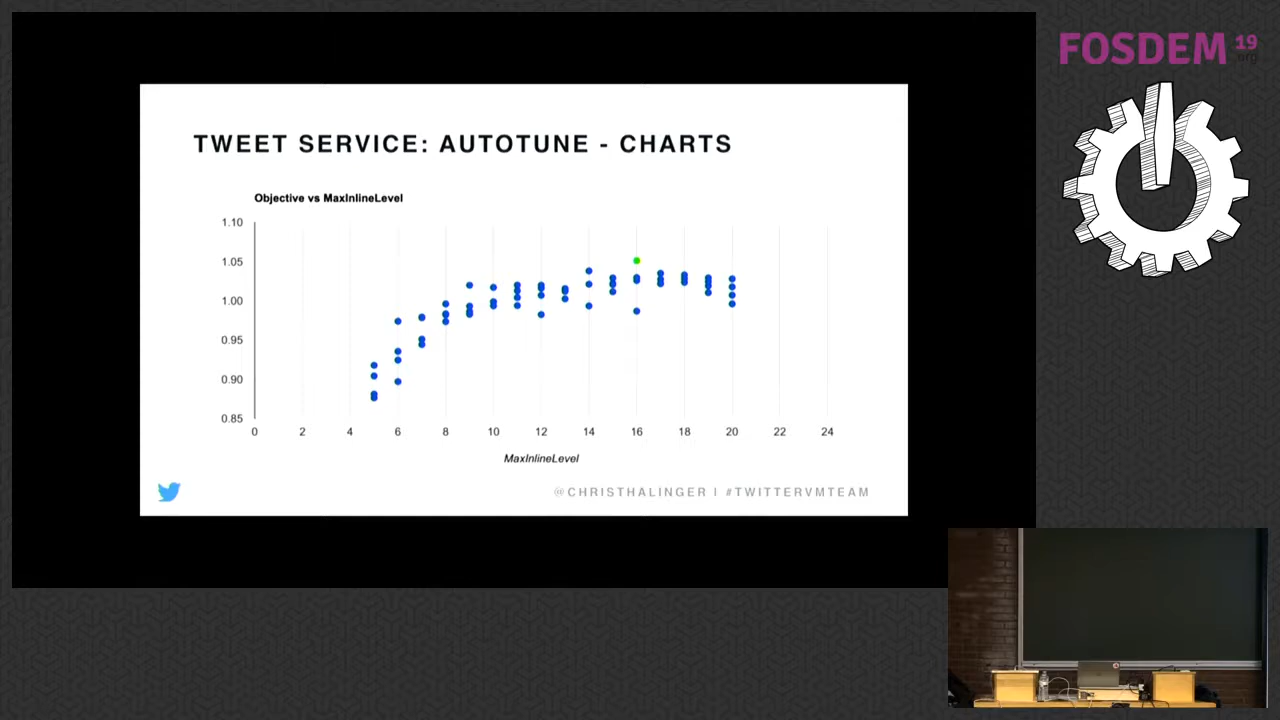 FOSDEM 19
.org
TWEET SERVICE: AUTOTUNE - CHARTS
Objective vs MaxInlineLevel
1.10
1.05
1.00
0.95
0.90
0.85
0 2 4 6 8 10 12 14 16 18 20 22 24
MaxInlineLevel
@CHRISTHALINGER | #TWITTERVMTEAM